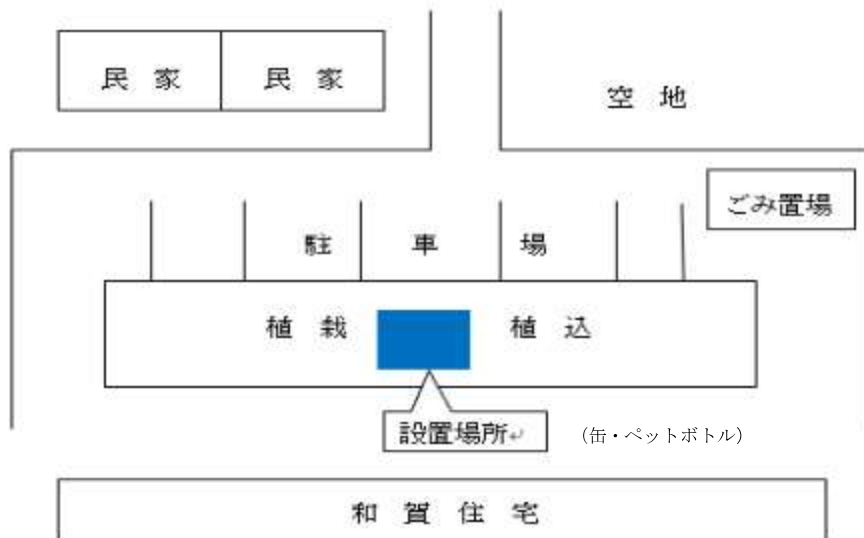 民家 民家
空地
ごみ置場
駐車場
植栽 植込
設置場所↵ （缶・ペットボトル）
和賀住宅